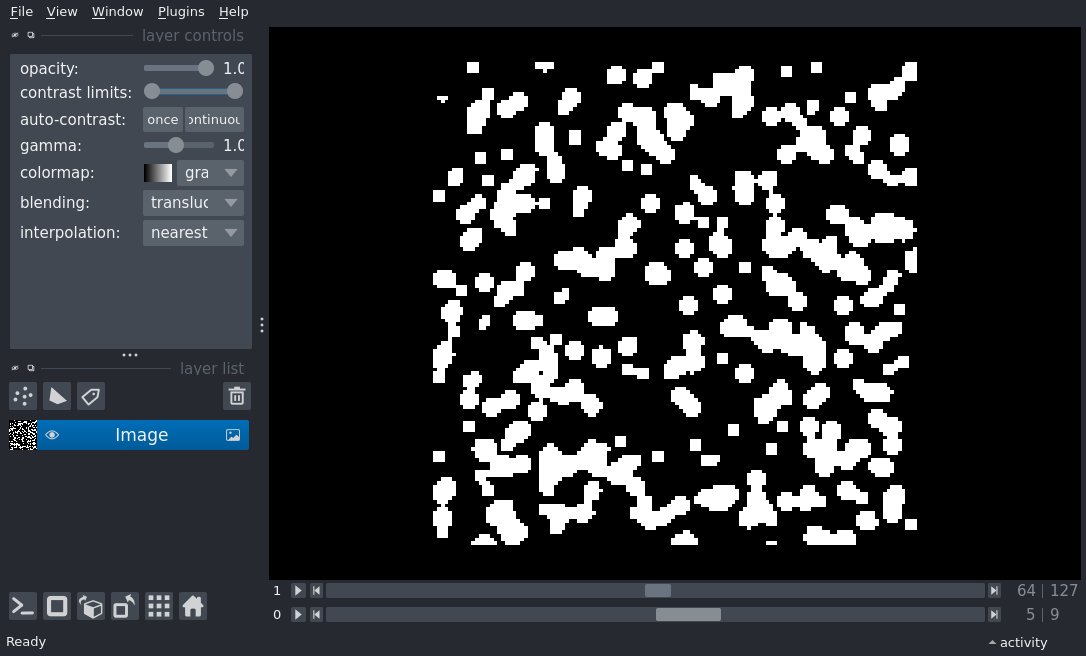 File View Window Plugins Help
layer controls
opacity: 1.0
contrast limits:
auto-contrast: once ontinuou
gamma: 1.0
colormap: gra
blending: transluc
interpolation: nearest
layer list
Image
1 64 127
0 5 9
Ready activity